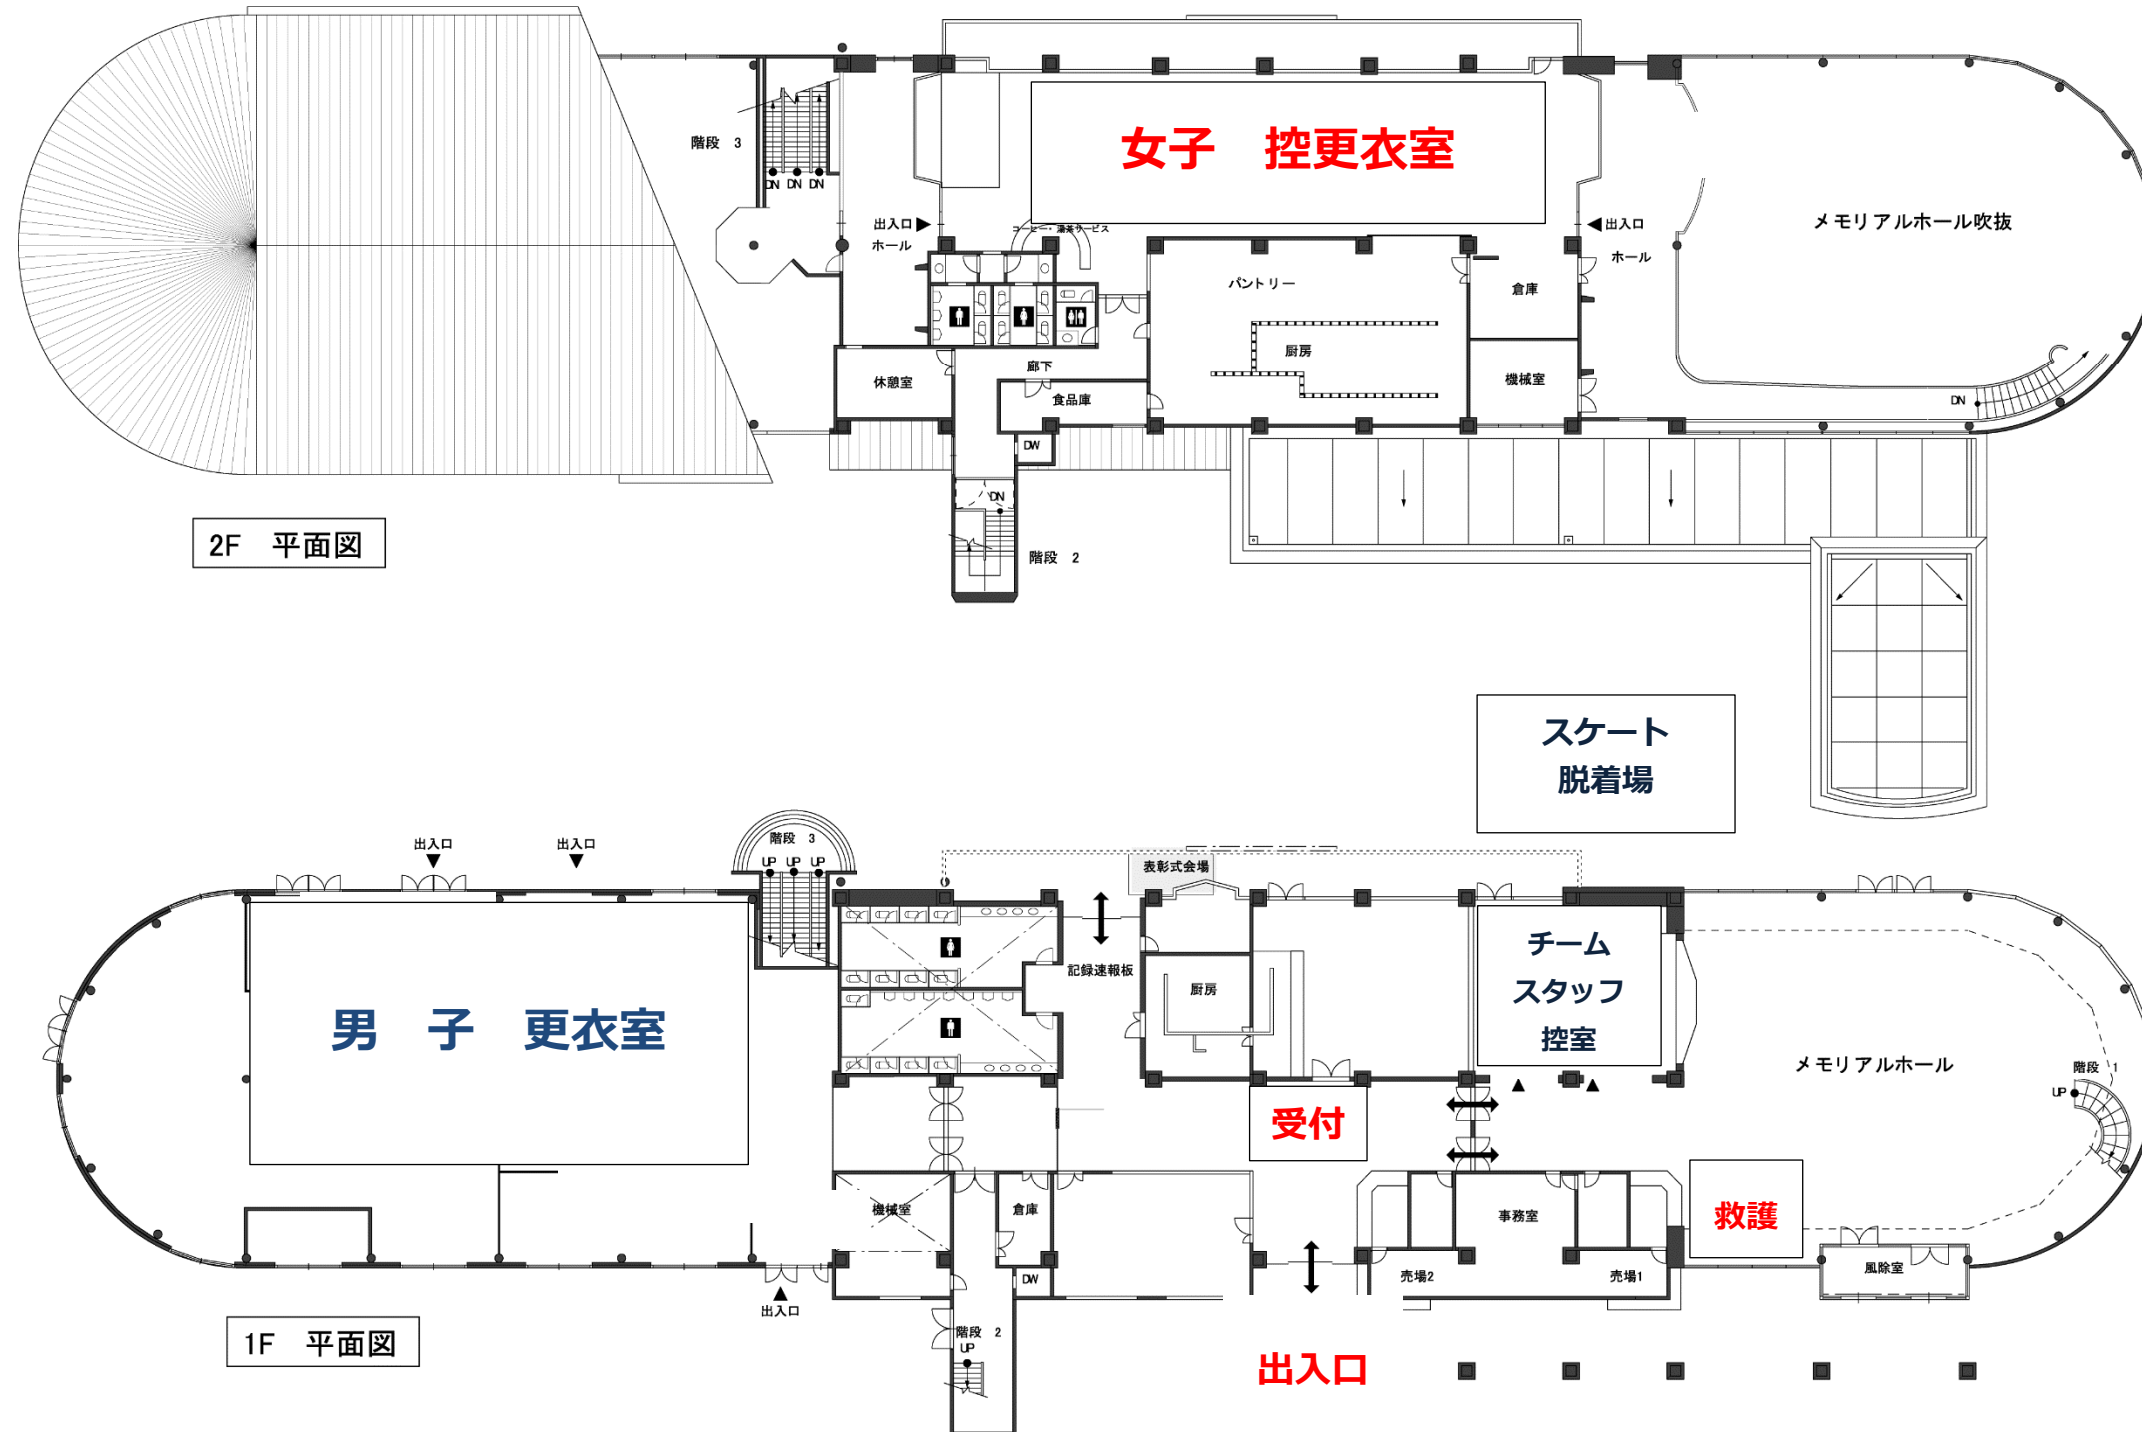 女子　控更衣室
階段　3
DN DN DN
出入口
ホール
コーヒー・湯茶サービス
出入口
ホール
メモリアルホール吹抜
パントリー
倉庫
厨房
廊下
休憩室
食品庫
機械室
DN
DW
DN
階段　2
2F　平面図
スケート
脱着場
出入口
出入口
階段　3
UP UP UP
表彰式会場
チーム
スタッフ
控室
記録速報板
厨房
男　子　更衣室
メモリアルホール
階段　1
UP
受付
機械室
倉庫
事務室
救護
DW
売場2
売場1
風除室
出入口
階段　2
UP
1F　平面図
出入口